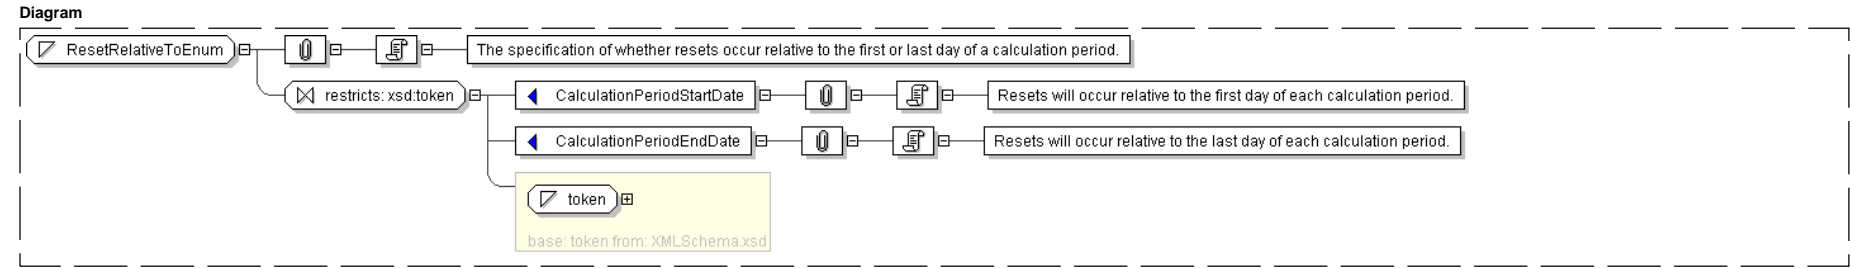 Diagram
ResetRelativeToEnum
The specification of whether resets occur relative to the first or last day of a calculation period.
restricts: xsd:token
CalculationPeriodStartDate
Resets will occur relative to the first day of each calculation period.
CalculationPeriodEndDate
Resets will occur relative to the last day of each calculation period.
token
base: token from: XMLSchema.xsd